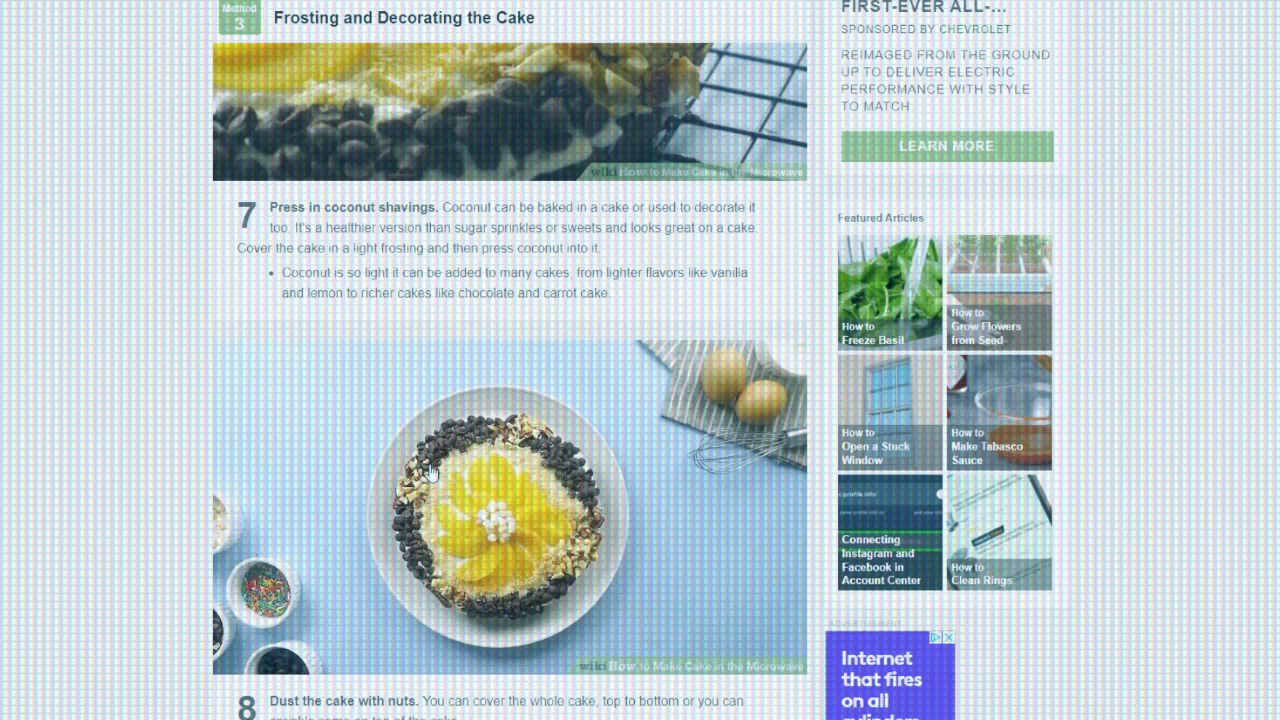 Method
3
Frosting and Decorating the Cake
wikiHow to Make Cake in the Microwave
7
Press in coconut shavings. Coconut can be baked in a cake or used to decorate it
too. It's a healthier version than sugar sprinkles or sweets and looks great on a cake.
Cover the cake in a light frosting and then press coconut into it.
• Coconut is so light it can be added to many cakes, from lighter flavors like vanilla
and lemon to richer cakes like chocolate and carrot cake.
wikiHow to Make Cake in the Microwave
8
Dust the cake with nuts. You can cover the whole cake, top to bottom or you can
FIRST-EVER ALL-...
SPONSORED BY CHEVROLET
REIMAGED FROM THE GROUND
UP TO DELIVER ELECTRIC
PERFORMANCE WITH STYLE
TO MATCH
LEARN MORE
Featured Articles
How to
Freeze Basil
How to
Grow Flowers
from Seed
How to
Open a Stuck
Window
How to
Make Tabasco
Sauce
c profile info
Connecting
Instagram and
Facebook in
Account Center
How to
Clean Rings
ADVERTISEMENT
Internet
that fires
on all